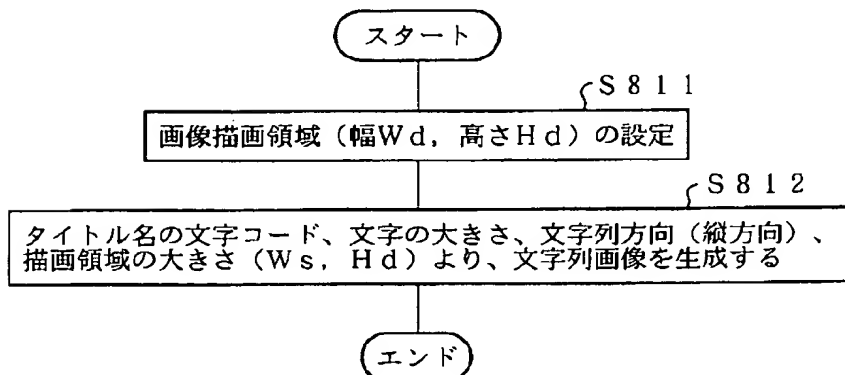 スタート
S811
画像描画領域（幅Wd，高さHd）の設定
S812
タイトル名の文字コード、文字の大きさ、文字列方向（縦方向）、
描画領域の大きさ（Ws，Hd）より、文字列画像を生成する
エンド